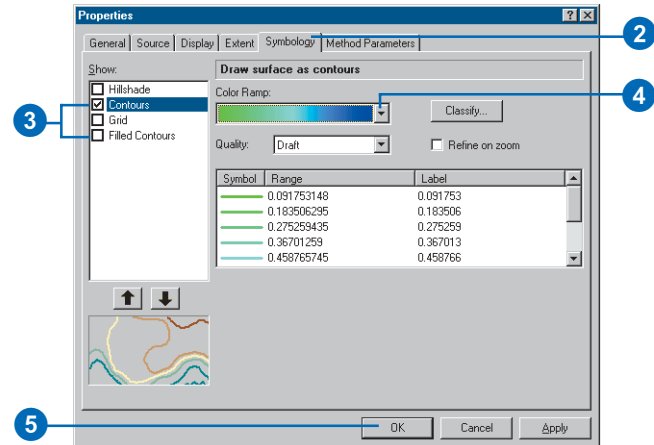 Properties
General Source Display Extent Symbology Method Parameters
2
Show:
Hillshade
Contours
Grid
Filled Contours
3
Draw surface as contours
Color Ramp:
4
Classify...
Quality: Draft
Refine on zoom
Symbol Range Label
0.091753148 0.091753
0.183506295 0.183506
0.275259435 0.275259
0.36701259 0.367013
0.458765745 0.458766
5
OK Cancel Apply